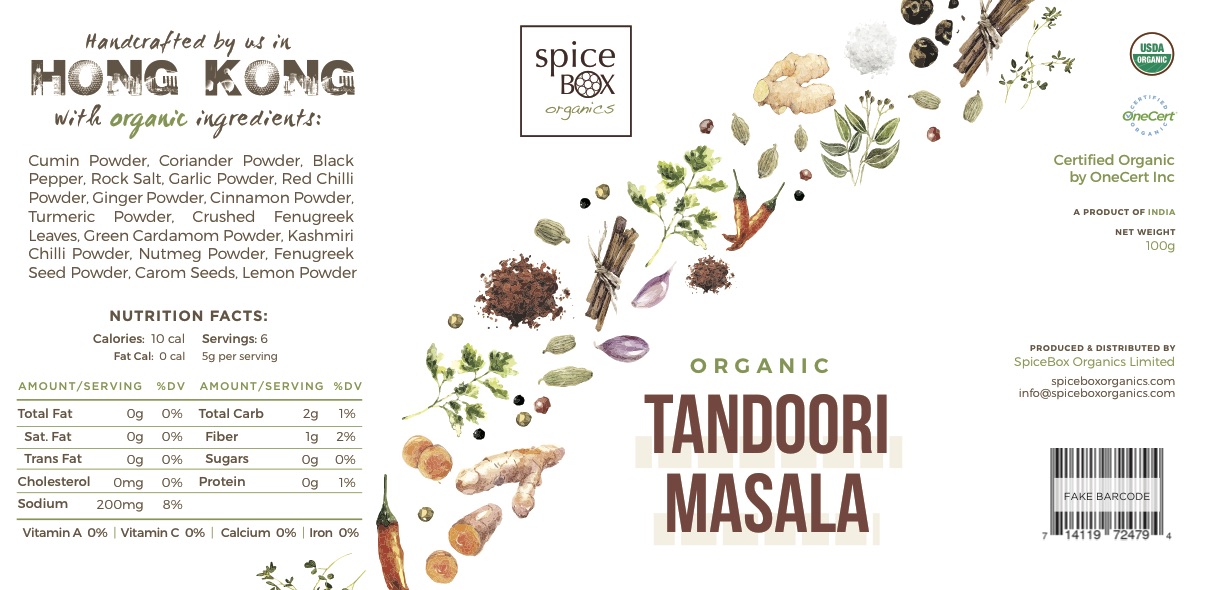 Handcrafted by us in
HONG KONG
with organic ingredients:
Cumin Powder, Coriander Powder, Black
Pepper, Rock Salt, Garlic Powder, Red Chilli
Powder, Ginger Powder, Cinnamon Powder,
Turmeric Powder, Crushed Fenugreek
Leaves, Green Cardamom Powder, Kashmiri
Chilli Powder, Nutmeg Powder, Fenugreek
Seed Powder, Carom Seeds, Lemon Powder
NUTRITION FACTS:
Calories: 10 cal Servings: 6
Fat Cal: 0 cal 5g per serving
AMOUNT/SERVING %DV AMOUNT/SERVING %DV
Total Fat 0g 0% Total Carb 2g 1%
Sat. Fat 0g 0% Fiber 1g 2%
Trans Fat 0g 0% Sugars 0g 0%
Cholesterol 0mg 0% Protein 0g 1%
Sodium 200mg 8%
Vitamin A 0% | Vitamin C 0% | Calcium 0% | Iron 0%
spice
BOX
organics
ORGANIC
TANDOORI
MASALA
USDA
ORGANIC
CERTIFIED
OneCert
ORGANIC
Certified Organic
by OneCert Inc
A PRODUCT OF INDIA
NET WEIGHT
100g
PRODUCED & DISTRIBUTED BY
SpiceBox Organics Limited
spiceboxorganics.com
info@spiceboxorganics.com
FAKE BARCODE
7 14119 72479 4